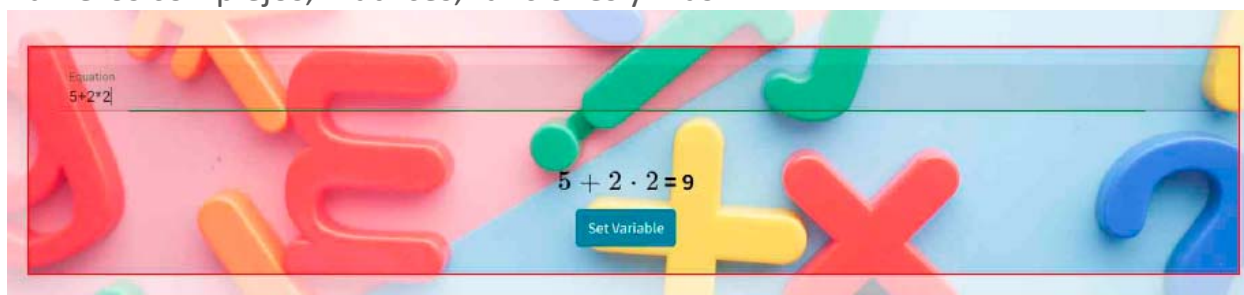 Equation
5+2*2
5 + 2 · 2 = 9
Set Variable